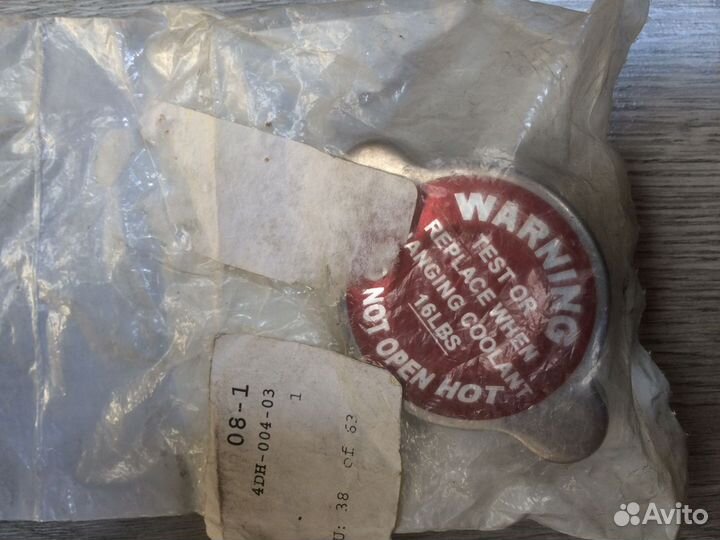 WARNING
TEST OR
REPLACE WHEN
HANGING COOLANT
16LBS
NOT OPEN HOT
08-1
4DH-004-03
1
U: 38 of 63
Avito